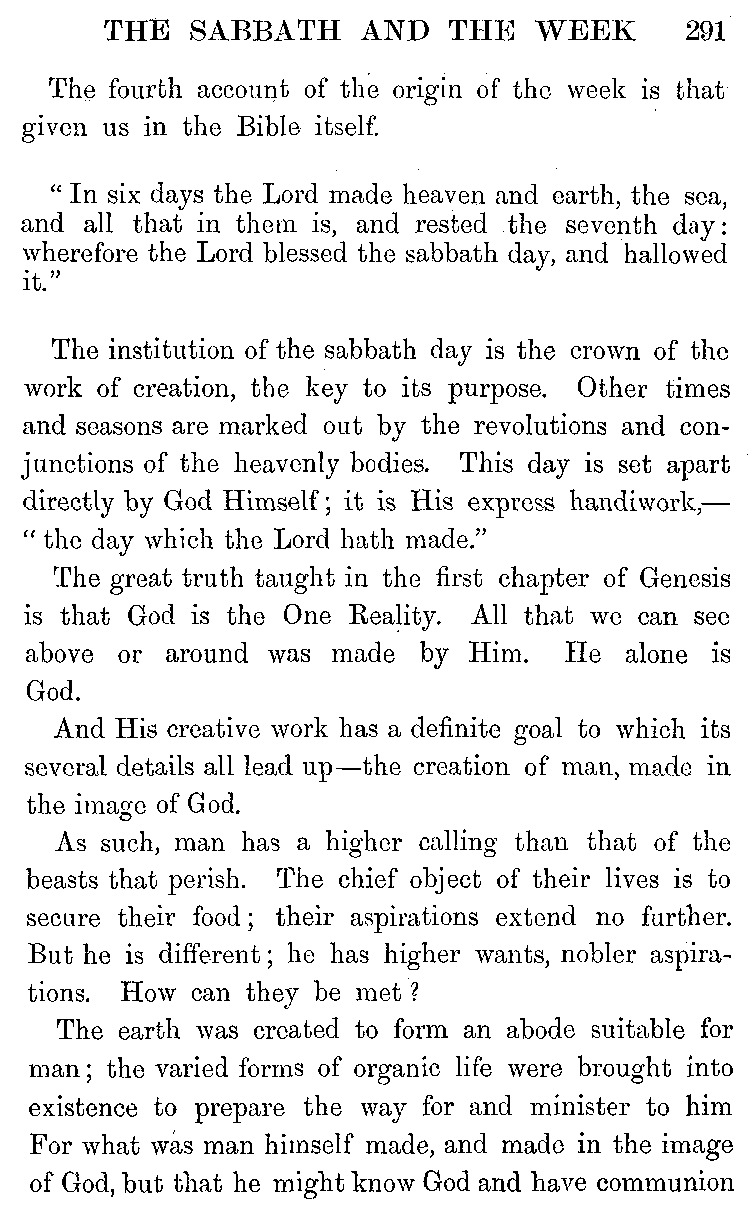 THE SABBATH AND THE WEEK 291
The fourth account of the origin of the week is that
given us in the Bible itself.
“ In six days the Lord made heaven and earth, the sea,
and all that in them is, and rested the seventh day:
wherefore the Lord blessed the sabbath day, and hallowed
it.”
The institution of the sabbath day is the crown of the
work of creation, the key to its purpose. Other times
and seasons are marked out by the revolutions and con-
junctions of the heavenly bodies. This day is set apart
directly by God Himself; it is His express handiwork,—
“ the day which the Lord hath made.”
The great truth taught in the first chapter of Genesis
is that God is the One Reality. All that we can see
above or around was made by Him. He alone is
God.
And His creative work has a definite goal to which its
several details all lead up—the creation of man, made in
the image of God.
As such, man has a higher calling than that of the
beasts that perish. The chief object of their lives is to
secure their food; their aspirations extend no further.
But he is different; he has higher wants, nobler aspira-
tions. How can they be met ?
The earth was created to form an abode suitable for
man; the varied forms of organic life were brought into
existence to prepare the way for and minister to him
For what was man himself made, and made in the image
of God, but that he might know God and have communion